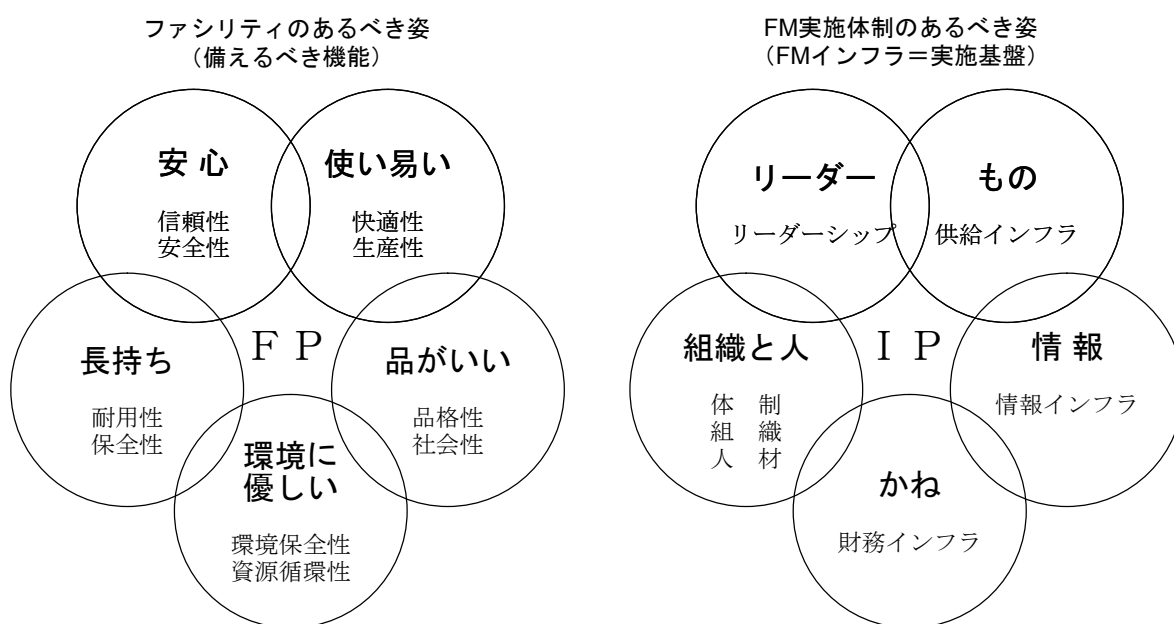 ファシリティのあるべき姿
(備えるべき機能)
安 心
信頼性
安全性
使い易い
快適性
生産性
長持ち
耐用性
保全性
F P
品がいい
品格性
社会性
環境に
優しい
環境保全性
資源循環性
FM実施体制のあるべき姿
(FMインフラ=実施基盤)
リーダー
リーダーシップ
もの
供給インフラ
組織と人
体 制
組 織
人 材
I P
情 報
情報インフラ
かね
財務インフラ